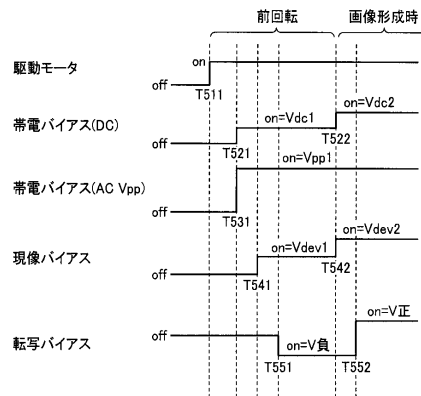 前回転 画像形成時
駆動モータ on off T511
帯電バイアス(DC) off T521 on=Vdc1 T522 on=Vdc2
帯電バイアス(AC Vpp) off T531 on=Vpp1
現像バイアス off T541 on=Vdev1 T542 on=Vdev2
転写バイアス off T551 on=V負 T552 on=V正